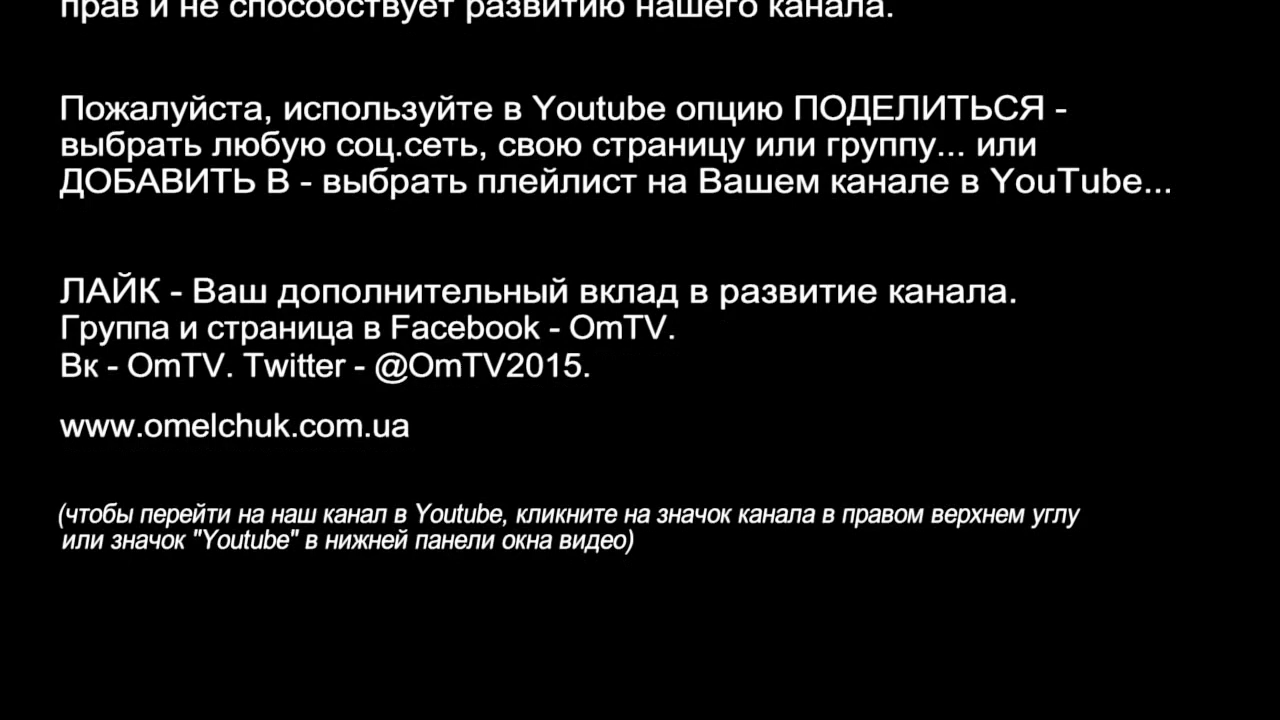 прав и не способствует развитию нашего канала.
Пожалуйста, используйте в Youtube опцию ПОДЕЛИТЬСЯ -
выбрать любую соц.сеть, свою страницу или группу... или
ДОБАВИТЬ В - выбрать плейлист на Вашем канале в YouTube...
ЛАЙК - Ваш дополнительный вклад в развитие канала.
Группа и страница в Facebook - OmTV.
Вк - OmTV. Twitter - @OmTV2015.
www.omelchuk.com.ua
(чтобы перейти на наш канал в Youtube, кликните на значок канала в правом верхнем углу
или значок "Youtube" в нижней панели окна видео)